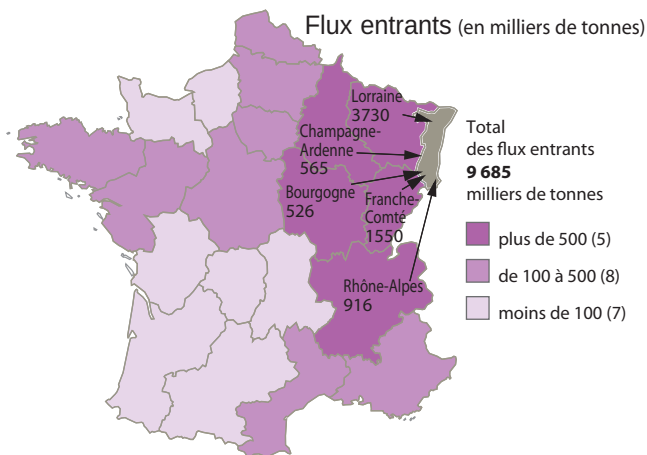 Flux entrants (en milliers de tonnes)
Lorraine
3730
Champagne-
Ardenne
565
Bourgogne
526
Franche-
Comté
1550
Rhône-Alpes
916
Total
des flux entrants
9 685
milliers de tonnes
plus de 500 (5)
de 100 à 500 (8)
moins de 100 (7)